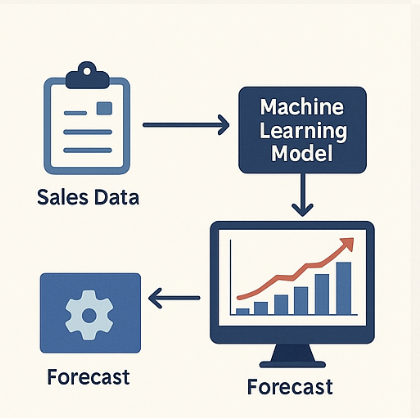 Sales Data
Machine
Learning
Model
Forecast
Forecast